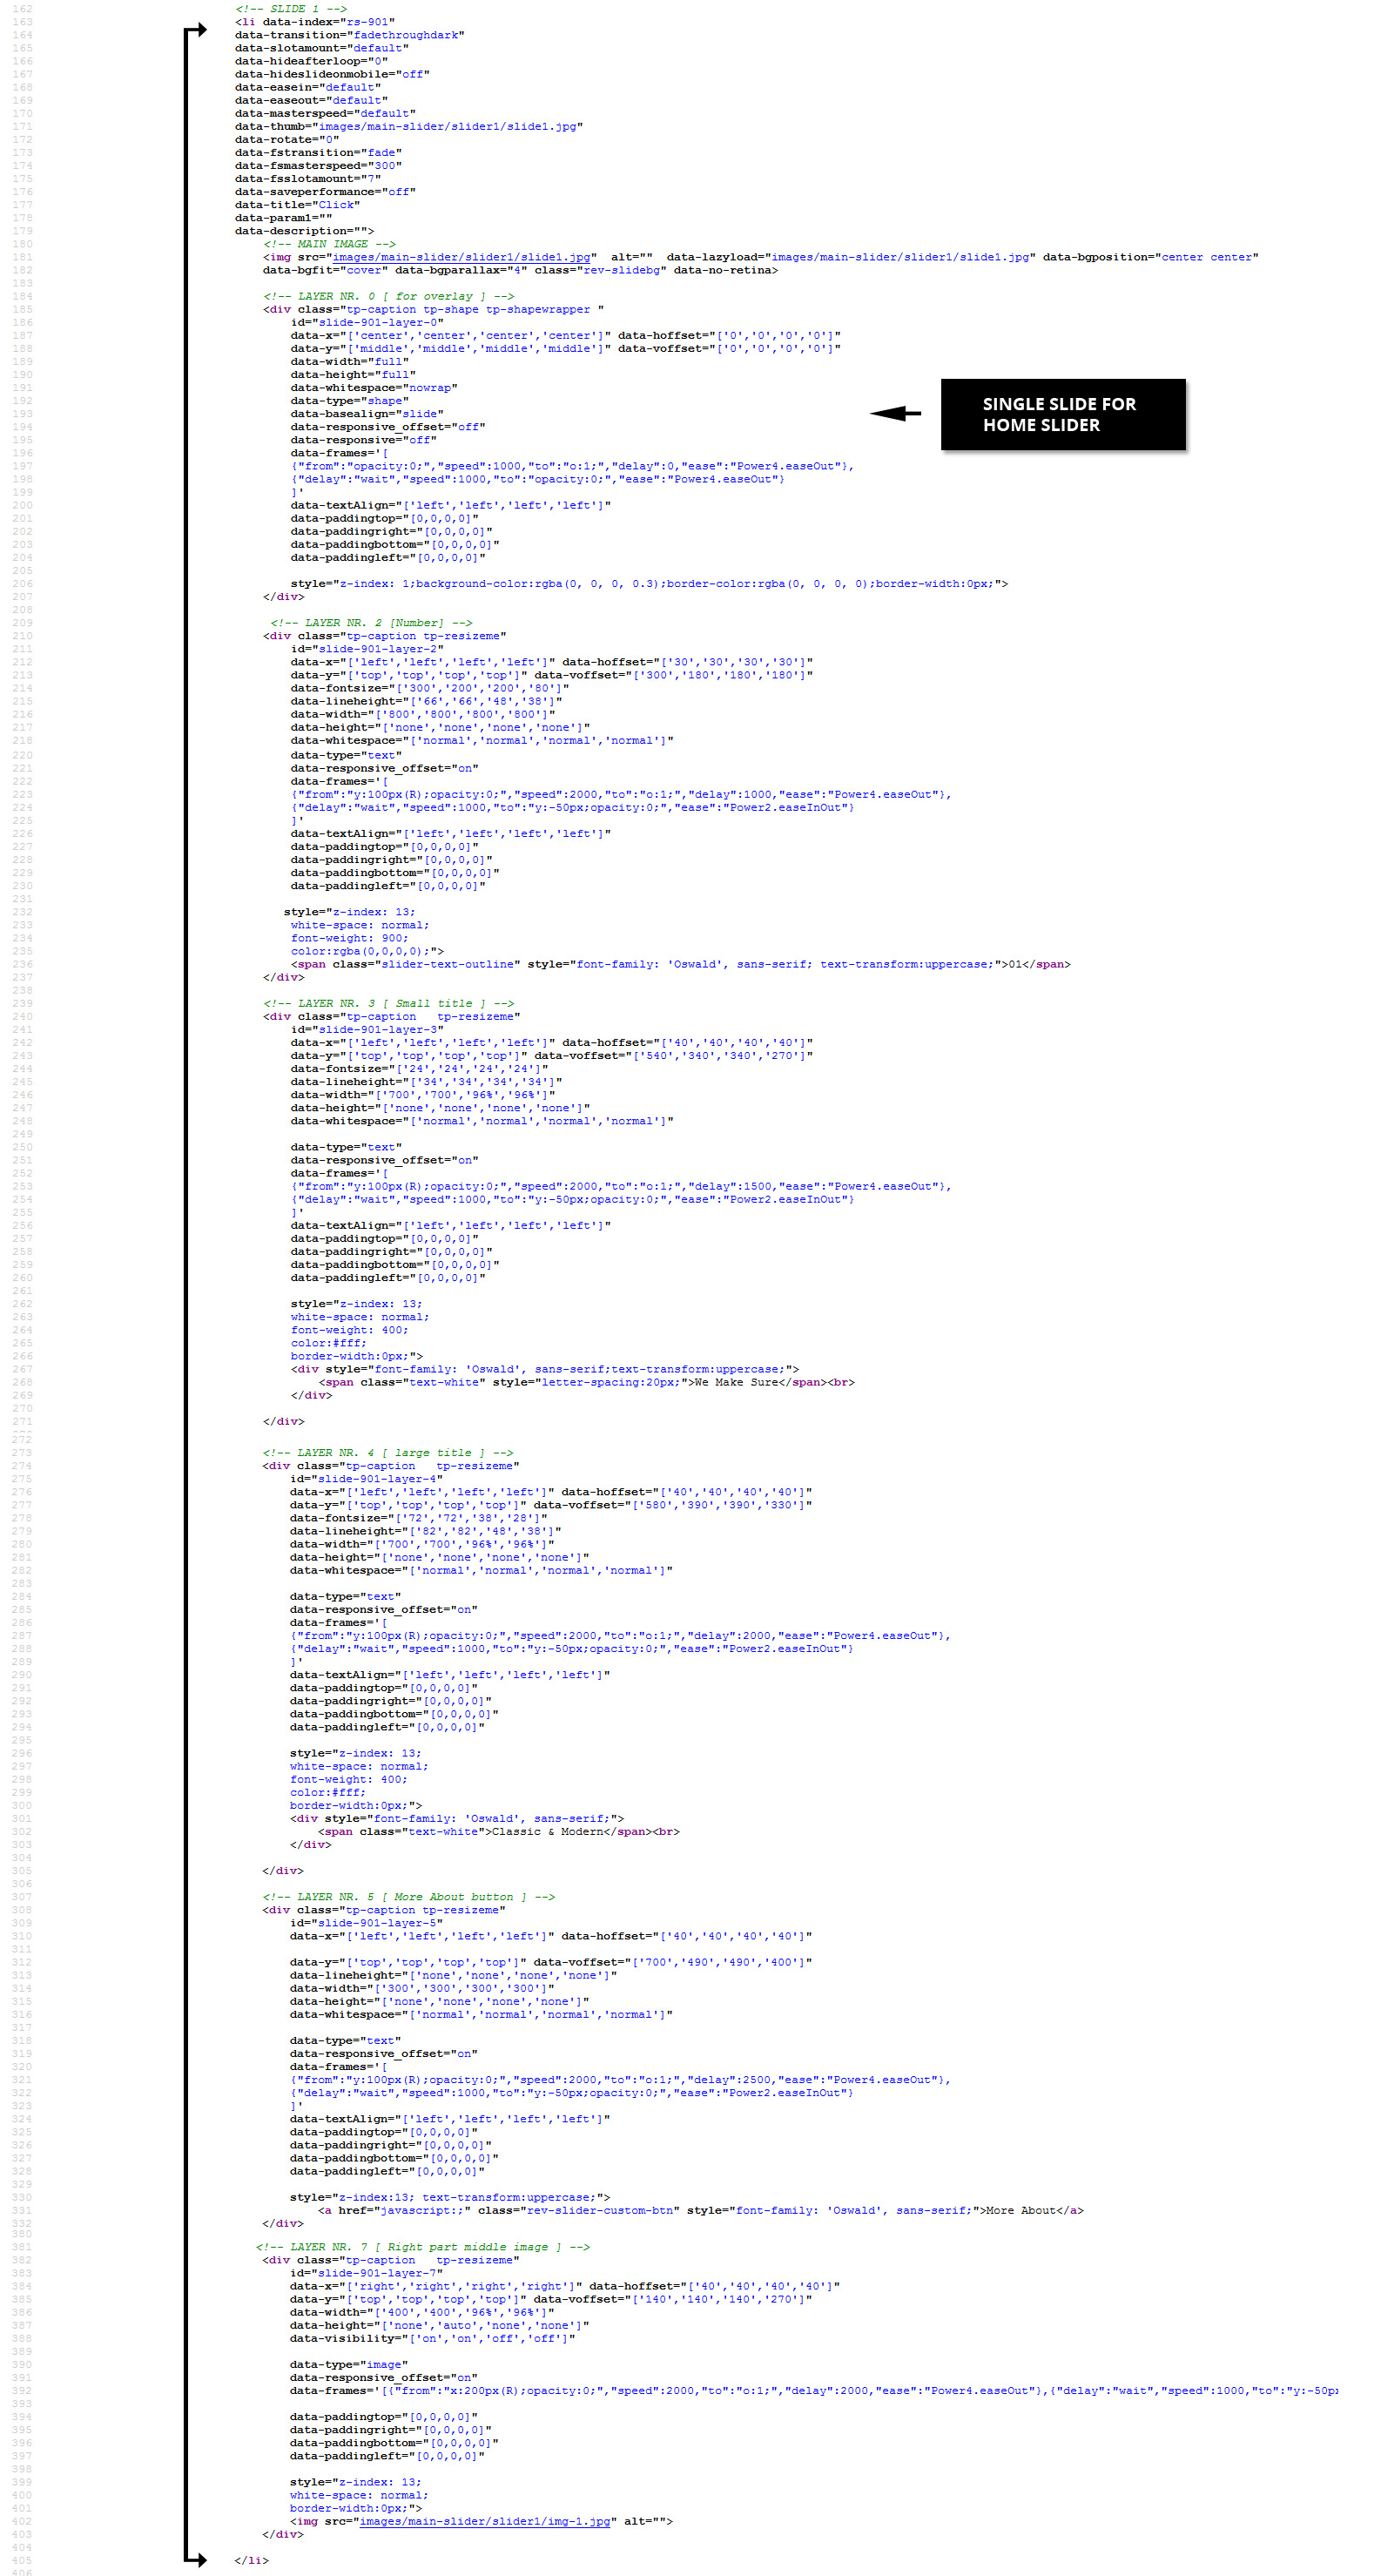 162 <!-- SLIDE 1 -->
163 <li data-index="rs-901"
164 data-transition="fadethroughdark"
165 data-slotamount="default"
166 data-hideafterloop="0"
167 data-hideslideonmobile="off"
168 data-easein="default"
169 data-easeout="default"
170 data-masterspeed="default"
171 data-thumb="images/main-slider/slider1/slide1.jpg"
172 data-rotate="0"
173 data-fstransition="fade"
174 data-fsmasterspeed="300"
175 data-fsslotamount="7"
176 data-saveperformance="off"
177 data-title="Click"
178 data-param1=""
179 data-description="">
180 <!-- MAIN IMAGE -->
181 <img src="images/main-slider/slider1/slide1.jpg" alt="" data-lazyload="images/main-slider/slider1/slide1.jpg" data-bgposition="center center"
182 data-bgfit="cover" data-bgparallax="4" class="rev-slidebg" data-no-retina>
183
184 <!-- LAYER NR. 0 [ for overlay ] -->
185 <div class="tp-caption tp-shape tp-shapewrapper "
186 id="slide-901-layer-0"
187 data-x="['center','center','center','center']" data-hoffset="['0','0','0','0']"
188 data-y="['middle','middle','middle','middle']" data-voffset="['0','0','0','0']"
189 data-width="full"
190 data-height="full"
191 data-whitespace="nowrap"
192 data-type="shape"
193 data-basealign="slide"
194 data-responsive_offset="off"
195 data-responsive="off"
196 data-frames='[
197 {"from":"opacity:0;","speed":1000,"to":"o:1;","delay":0,"ease":"Power4.easeOut"},
198 {"delay":"wait","speed":1000,"to":"opacity:0;","ease":"Power4.easeOut"}
199 ]'
200 data-textAlign="['left','left','left','left']"
201 data-paddingtop="[0,0,0,0]"
202 data-paddingright="[0,0,0,0]"
203 data-paddingbottom="[0,0,0,0]"
204 data-paddingleft="[0,0,0,0]"
205
206 style="z-index: 1;background-color:rgba(0, 0, 0, 0.3);border-color:rgba(0, 0, 0, 0);border-width:0px;">
207 </div>
208
SINGLE SLIDE FOR
HOME SLIDER
209 <!-- LAYER NR. 2 [Number] -->
210 <div class="tp-caption tp-resizeme"
211 id="slide-901-layer-2"
212 data-x="['left','left','left','left']" data-hoffset="['30','30','30','30']"
213 data-y="['top','top','top','top']" data-voffset="['300','180','180','180']"
214 data-fontsize="['300','200','200','80']"
215 data-lineheight="['66','66','48','38']"
216 data-width="['800','800','800','800']"
217 data-height="['none','none','none','none']"
218 data-whitespace="['normal','normal','normal','normal']"
220 data-type="text"
221 data-responsive_offset="on"
222 data-frames='[
223 {"from":"y:100px(R);opacity:0;","speed":2000,"to":"o:1;","delay":1000,"ease":"Power4.easeOut"},
224 {"delay":"wait","speed":1000,"to":"y:-50px;opacity:0;","ease":"Power2.easeInOut"}
225 ]'
226 data-textAlign="['left','left','left','left']"
227 data-paddingtop="[0,0,0,0]"
228 data-paddingright="[0,0,0,0]"
229 data-paddingbottom="[0,0,0,0]"
230 data-paddingleft="[0,0,0,0]"
231
232 style="z-index: 13;
233 white-space: normal;
234 font-weight: 900;
235 color:rgba(0,0,0,0);">
236 <span class="slider-text-outline" style="font-family: 'Oswald', sans-serif; text-transform:uppercase;">01</span>
237 </div>
238
239 <!-- LAYER NR. 3 [ Small title ] -->
240 <div class="tp-caption tp-resizeme"
241 id="slide-901-layer-3"
242 data-x="['left','left','left','left']" data-hoffset="['40','40','40','40']"
243 data-y="['top','top','top','top']" data-voffset="['540','340','340','270']"
244 data-fontsize="['24','24','24','24']"
245 data-lineheight="['34','34','34','34']"
246 data-width="['700','700','96%','96%']"
247 data-height="['none','none','none','none']"
248 data-whitespace="['normal','normal','normal','normal']"
249
250 data-type="text"
251 data-responsive_offset="on"
252 data-frames='[
253 {"from":"y:100px(R);opacity:0;","speed":2000,"to":"o:1;","delay":1500,"ease":"Power4.easeOut"},
254 {"delay":"wait","speed":1000,"to":"y:-50px;opacity:0;","ease":"Power2.easeInOut"}
255 ]'
256 data-textAlign="['left','left','left','left']"
257 data-paddingtop="[0,0,0,0]"
258 data-paddingright="[0,0,0,0]"
259 data-paddingbottom="[0,0,0,0]"
260 data-paddingleft="[0,0,0,0]"
261
262 style="z-index: 13;
263 white-space: normal;
264 font-weight: 400;
265 color:#fff;
266 border-width:0px;">
267 <div style="font-family: 'Oswald', sans-serif;text-transform:uppercase;">
268 <span class="text-white" style="letter-spacing:20px;">We Make Sure</span><br>
269 </div>
270
271 </div>
272
273 <!-- LAYER NR. 4 [ large title ] -->
274 <div class="tp-caption tp-resizeme"
275 id="slide-901-layer-4"
276 data-x="['left','left','left','left']" data-hoffset="['40','40','40','40']"
277 data-y="['top','top','top','top']" data-voffset="['580','390','390','330']"
278 data-fontsize="['72','72','38','28']"
279 data-lineheight="['82','82','48','38']"
280 data-width="['700','700','96%','96%']"
281 data-height="['none','none','none','none']"
282 data-whitespace="['normal','normal','normal','normal']"
283
284 data-type="text"
285 data-responsive_offset="on"
286 data-frames='[
287 {"from":"y:100px(R);opacity:0;","speed":2000,"to":"o:1;","delay":2000,"ease":"Power4.easeOut"},
288 {"delay":"wait","speed":1000,"to":"y:-50px;opacity:0;","ease":"Power2.easeInOut"}
289 ]'
290 data-textAlign="['left','left','left','left']"
291 data-paddingtop="[0,0,0,0]"
292 data-paddingright="[0,0,0,0]"
293 data-paddingbottom="[0,0,0,0]"
294 data-paddingleft="[0,0,0,0]"
295
296 style="z-index: 13;
297 white-space: normal;
298 font-weight: 400;
299 color:#fff;
300 border-width:0px;">
301 <div style="font-family: 'Oswald', sans-serif;">
302 <span class="text-white">Classic & Modern</span><br>
303 </div>
304
305 </div>
306
307 <!-- LAYER NR. 5 [ More About button ] -->
308 <div class="tp-caption tp-resizeme"
309 id="slide-901-layer-5"
310 data-x="['left','left','left','left']" data-hoffset="['40','40','40','40']"
311
312 data-y="['top','top','top','top']" data-voffset="['700','490','490','400']"
313 data-lineheight="['none','none','none','none']"
314 data-width="['300','300','300','300']"
315 data-height="['none','none','none','none']"
316 data-whitespace="['normal','normal','normal','normal']"
317
318 data-type="text"
319 data-responsive_offset="on"
320 data-frames='[
321 {"from":"y:100px(R);opacity:0;","speed":2000,"to":"o:1;","delay":2500,"ease":"Power4.easeOut"},
322 {"delay":"wait","speed":1000,"to":"y:-50px;opacity:0;","ease":"Power2.easeInOut"}
323 ]'
324 data-textAlign="['left','left','left','left']"
325 data-paddingtop="[0,0,0,0]"
326 data-paddingright="[0,0,0,0]"
327 data-paddingbottom="[0,0,0,0]"
328 data-paddingleft="[0,0,0,0]"
329
330 style="z-index:13; text-transform:uppercase;">
331 <a href="javascript:;" class="rev-slider-custom-btn" style="font-family: 'Oswald', sans-serif;">More About</a>
332 </div>
380
381 <!-- LAYER NR. 7 [ Right part middle image ] -->
382 <div class="tp-caption tp-resizeme"
383 id="slide-901-layer-7"
384 data-x="['right','right','right','right']" data-hoffset="['40','40','40','40']"
385 data-y="['top','top','top','top']" data-voffset="['140','140','140','270']"
386 data-width="['400','400','96%','96%']"
387 data-height="['none','auto','none','none']"
388 data-visibility="['on','on','off','off']"
389
390 data-type="image"
391 data-responsive_offset="on"
392 data-frames='[{"from":"x:200px(R);opacity:0;","speed":2000,"to":"o:1;","delay":2000,"ease":"Power4.easeOut"},{"delay":"wait","speed":1000,"to":"y:-50px
393
394 data-paddingtop="[0,0,0,0]"
395 data-paddingright="[0,0,0,0]"
396 data-paddingbottom="[0,0,0,0]"
397 data-paddingleft="[0,0,0,0]"
398
399 style="z-index: 13;
400 white-space: normal;
401 border-width:0px;">
402 <img src="images/main-slider/slider1/img-1.jpg" alt="">
403 </div>
404
405 </li>
406